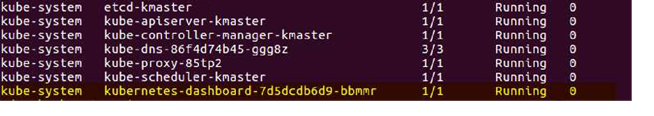 kube-system etcd-kmaster 1/1 Running 0
kube-system kube-apiserver-kmaster 1/1 Running 0
kube-system kube-controller-manager-kmaster 1/1 Running 0
kube-system kube-dns-86f4d74b45-ggg8z 3/3 Running 0
kube-system kube-proxy-85tp2 1/1 Running 0
kube-system kube-scheduler-kmaster 1/1 Running 0
kube-system kubernetes-dashboard-7d5dcdb6d9-bbmmr 1/1 Running 0